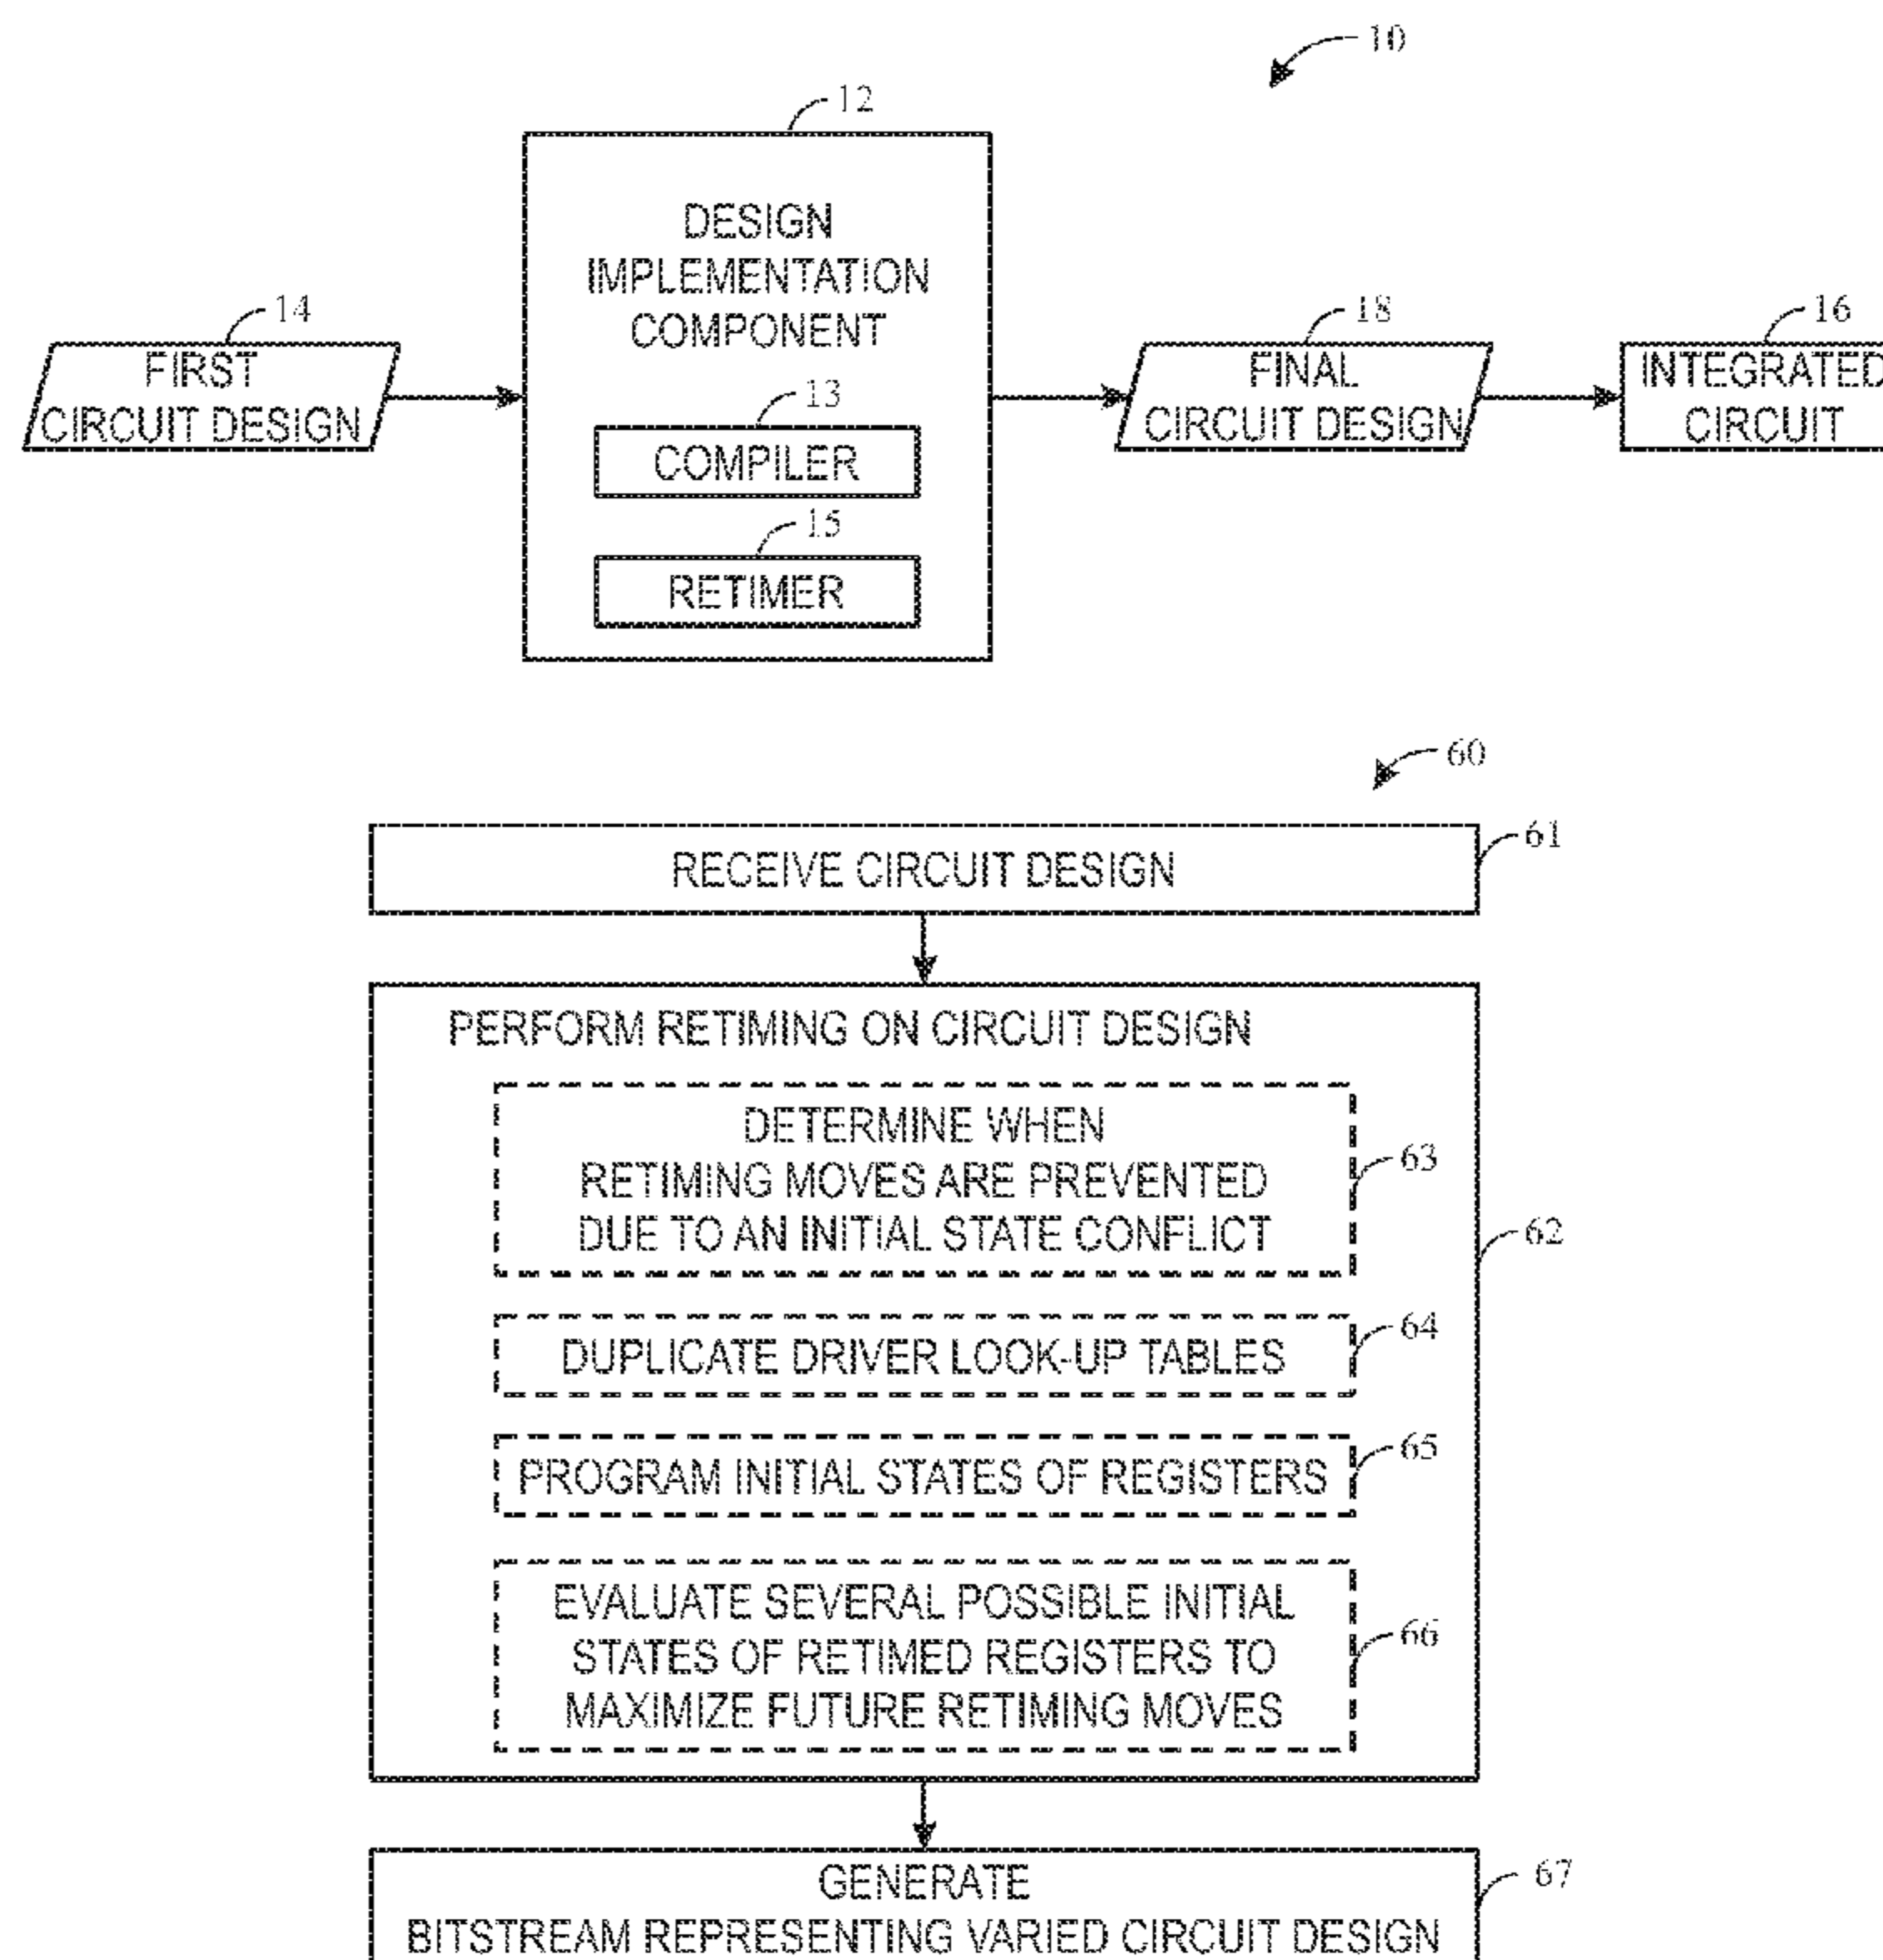 10
12
DESIGN
IMPLEMENTATION
COMPONENT
14
FIRST
CIRCUIT DESIGN
13
COMPILER
15
RETIMER
18
FINAL
CIRCUIT DESIGN
16
INTEGRATED
CIRCUIT
60
RECEIVE CIRCUIT DESIGN
61
PERFORM RETIMING ON CIRCUIT DESIGN
DETERMINE WHEN
RETIMING MOVES ARE PREVENTED
DUE TO AN INITIAL STATE CONFLICT
63
62
DUPLICATE DRIVER LOOK-UP TABLES
64
PROGRAM INITIAL STATES OF REGISTERS
65
EVALUATE SEVERAL POSSIBLE INITIAL
STATES OF RETIMED REGISTERS TO
MAXIMIZE FUTURE RETIMING MOVES
66
GENERATE
BITSTREAM REPRESENTING VARIED CIRCUIT DESIGN
67